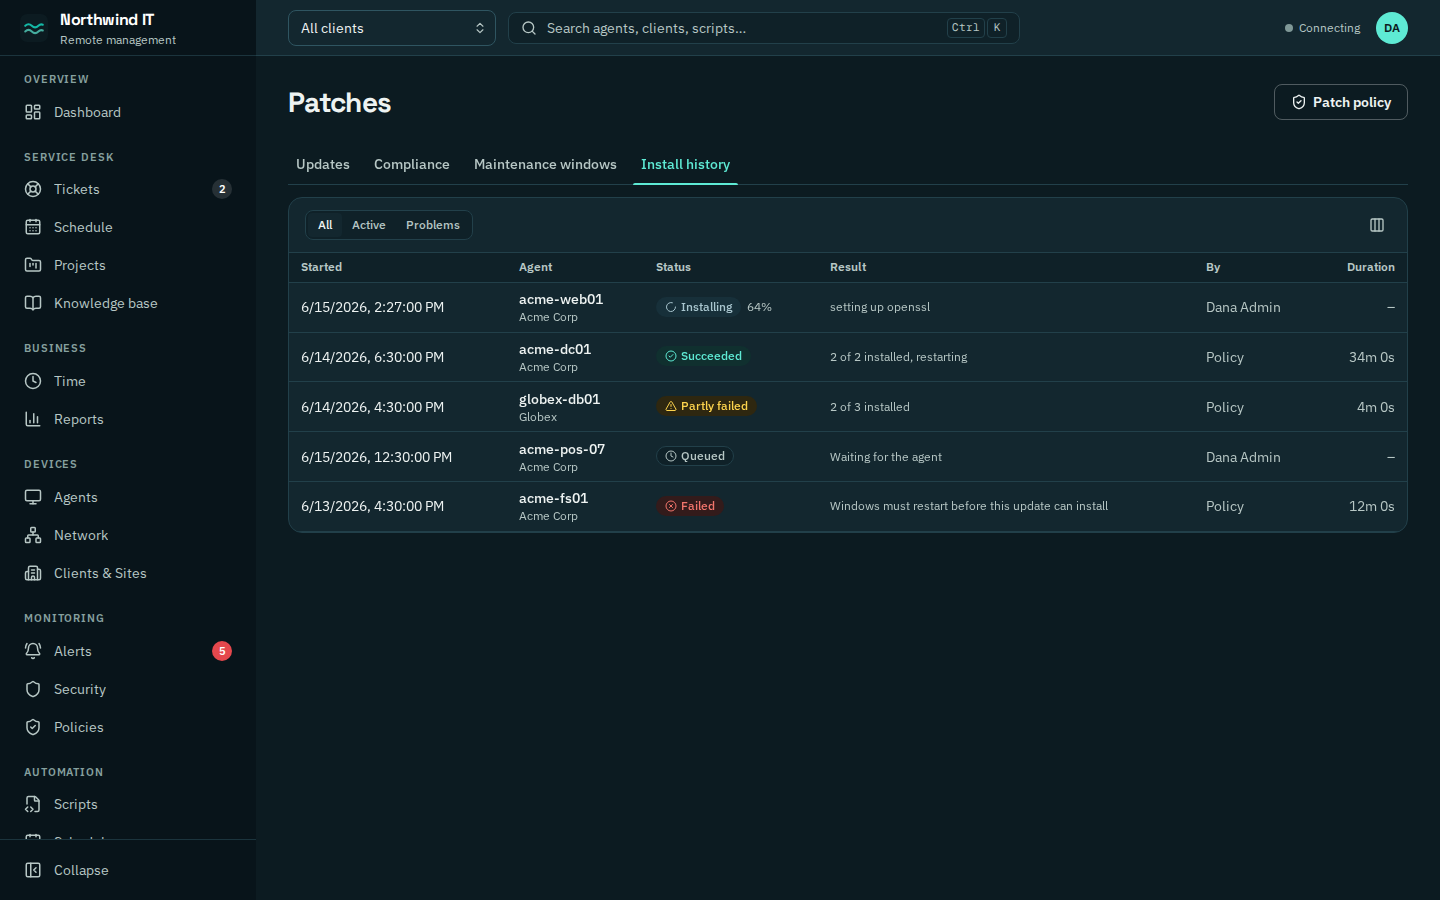 Northwind IT
Remote management
All clients
Search agents, clients, scripts...
Ctrl K
Connecting
DA
OVERVIEW
Dashboard
SERVICE DESK
Tickets 2
Schedule
Projects
Knowledge base
BUSINESS
Time
Reports
DEVICES
Agents
Network
Clients & Sites
MONITORING
Alerts 5
Security
Policies
AUTOMATION
Scripts
Collapse
Patches
Patch policy
Updates Compliance Maintenance windows Install history
All Active Problems
Started Agent Status Result By Duration
6/15/2026, 2:27:00 PM acme-web01 Installing 64% setting up openssl Dana Admin –
Acme Corp
6/14/2026, 6:30:00 PM acme-dc01 Succeeded 2 of 2 installed, restarting Policy 34m 0s
Acme Corp
6/14/2026, 4:30:00 PM globex-db01 Partly failed 2 of 3 installed Policy 4m 0s
Globex
6/15/2026, 12:30:00 PM acme-pos-07 Queued Waiting for the agent Dana Admin –
Acme Corp
6/13/2026, 4:30:00 PM acme-fs01 Failed Windows must restart before this update can install Policy 12m 0s
Acme Corp